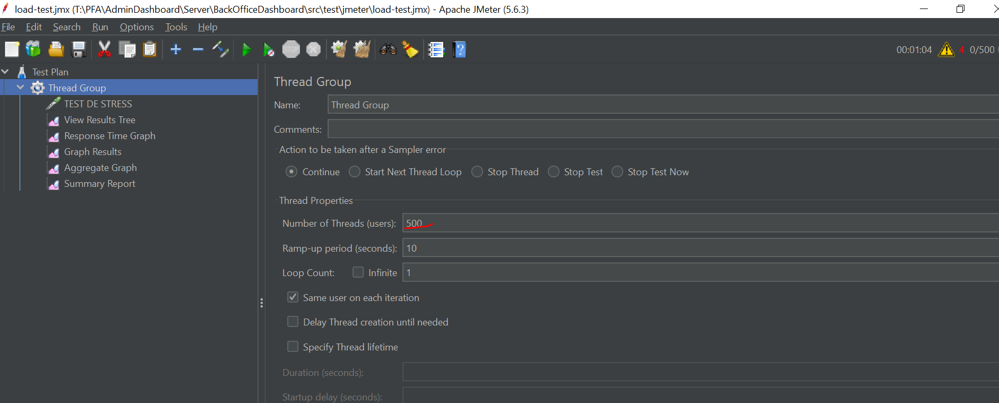 load-test.jmx (T:\PFA\AdminDashboard\Server\BackOfficeDashboard\src\test\jmeter\load-test.jmx) - Apache JMeter (5.6.3)
File Edit Search Run Options Tools Help
STOP
00:01:04 4 0/500
Test Plan
Thread Group
TEST DE STRESS
View Results Tree
Response Time Graph
Graph Results
Aggregate Graph
Summary Report
Thread Group
Name: Thread Group
Comments:
Action to be taken after a Sampler error
Continue Start Next Thread Loop Stop Thread Stop Test Stop Test Now
Thread Properties
Number of Threads (users): 500
Ramp-up period (seconds): 10
Loop Count: Infinite 1
Same user on each iteration
Delay Thread creation until needed
Specify Thread lifetime
Duration (seconds):
Startup delay (seconds):